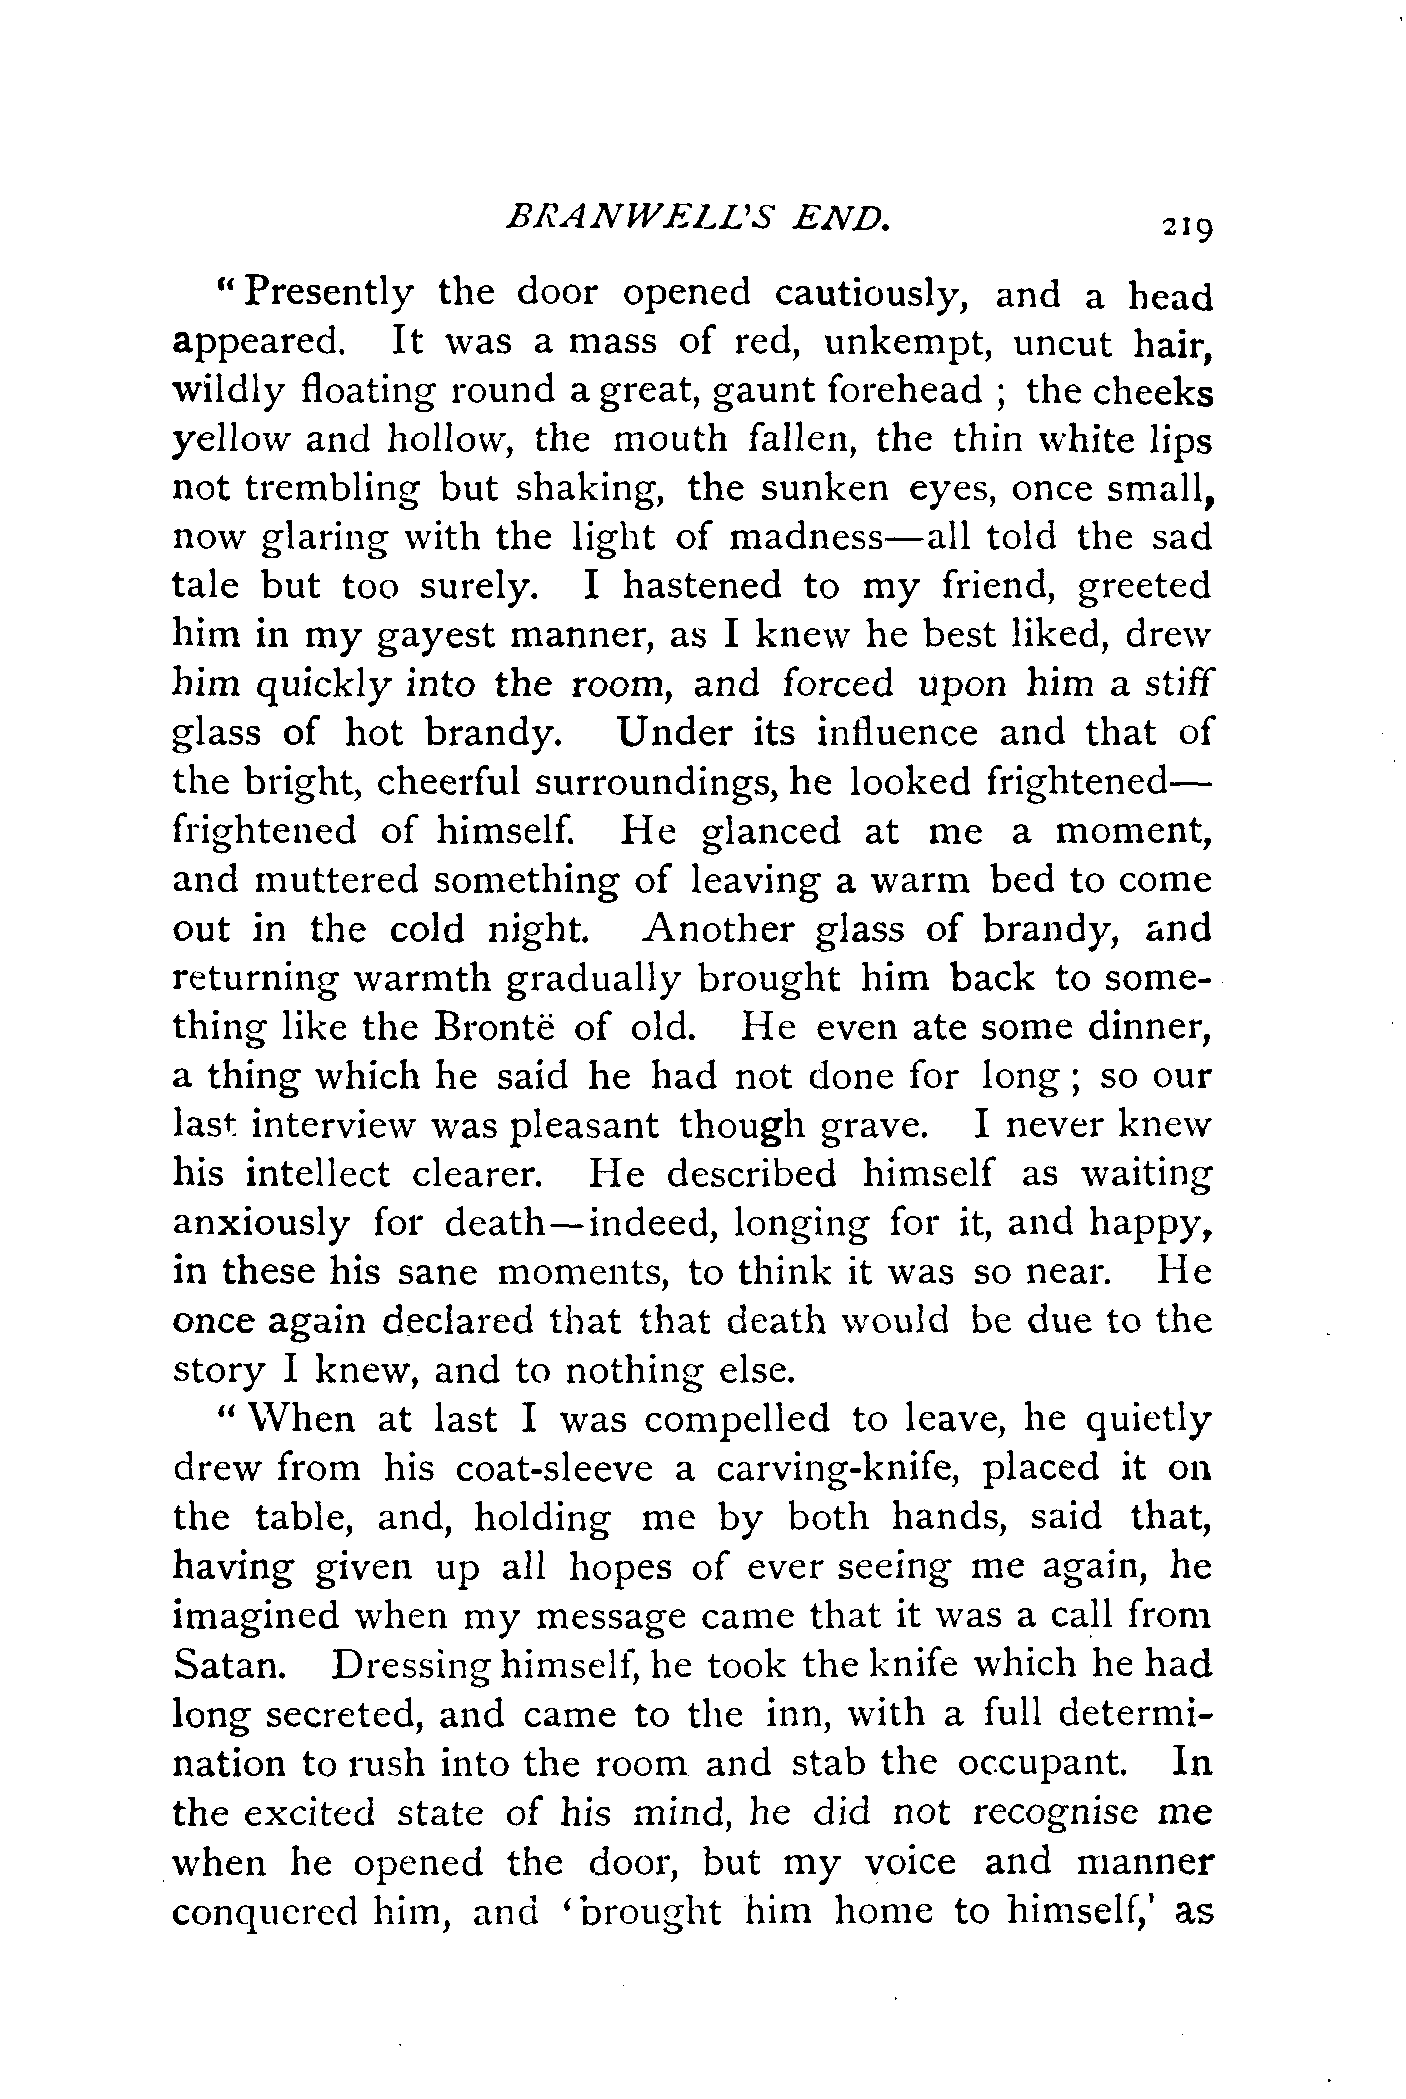 BRANWELL'S END. 219
" Presently the door opened cautiously, and a head
appeared. It was a mass of red, unkempt, uncut hair,
wildly floating round a great, gaunt forehead ; the cheeks
yellow and hollow, the mouth fallen, the thin white lips
not trembling but shaking, the sunken eyes, once small,
now glaring with the light of madness—all told the sad
tale but too surely. I hastened to my friend, greeted
him in my gayest manner, as I knew he best liked, drew
him quickly into the room, and forced upon him a stiff
glass of hot brandy. Under its influence and that of
the bright, cheerful surroundings, he looked frightened—
frightened of himself. He glanced at me a moment,
and muttered something of leaving a warm bed to come
out in the cold night. Another glass of brandy, and
returning warmth gradually brought him back to some-
thing like the Brontë of old. He even ate some dinner,
a thing which he said he had not done for long ; so our
last interview was pleasant though grave. I never knew
his intellect clearer. He described himself as waiting
anxiously for death—indeed, longing for it, and happy,
in these his sane moments, to think it was so near. He
once again declared that that death would be due to the
story I knew, and to nothing else.
" When at last I was compelled to leave, he quietly
drew from his coat-sleeve a carving-knife, placed it on
the table, and, holding me by both hands, said that,
having given up all hopes of ever seeing me again, he
imagined when my message came that it was a call from
Satan. Dressing himself, he took the knife which he had
long secreted, and came to the inn, with a full determi-
nation to rush into the room and stab the occupant. In
the excited state of his mind, he did not recognise me
when he opened the door, but my voice and manner
conquered him, and 'brought him home to himself,' as